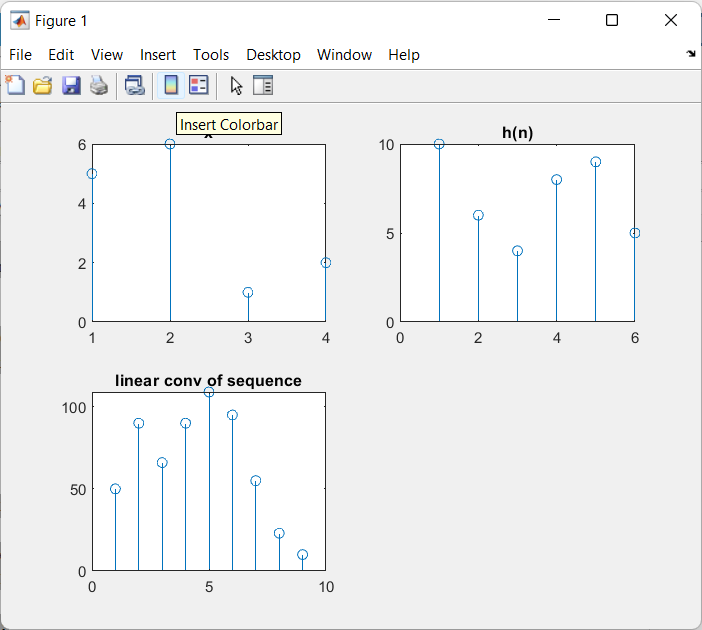 Figure 1
File Edit View Insert Tools Desktop Window Help
Insert Colorbar
h(n)
6
4
2
0
1 2 3 4
10
5
0
0 2 4 6
linear conv of sequence
100
50
0
0 5 10